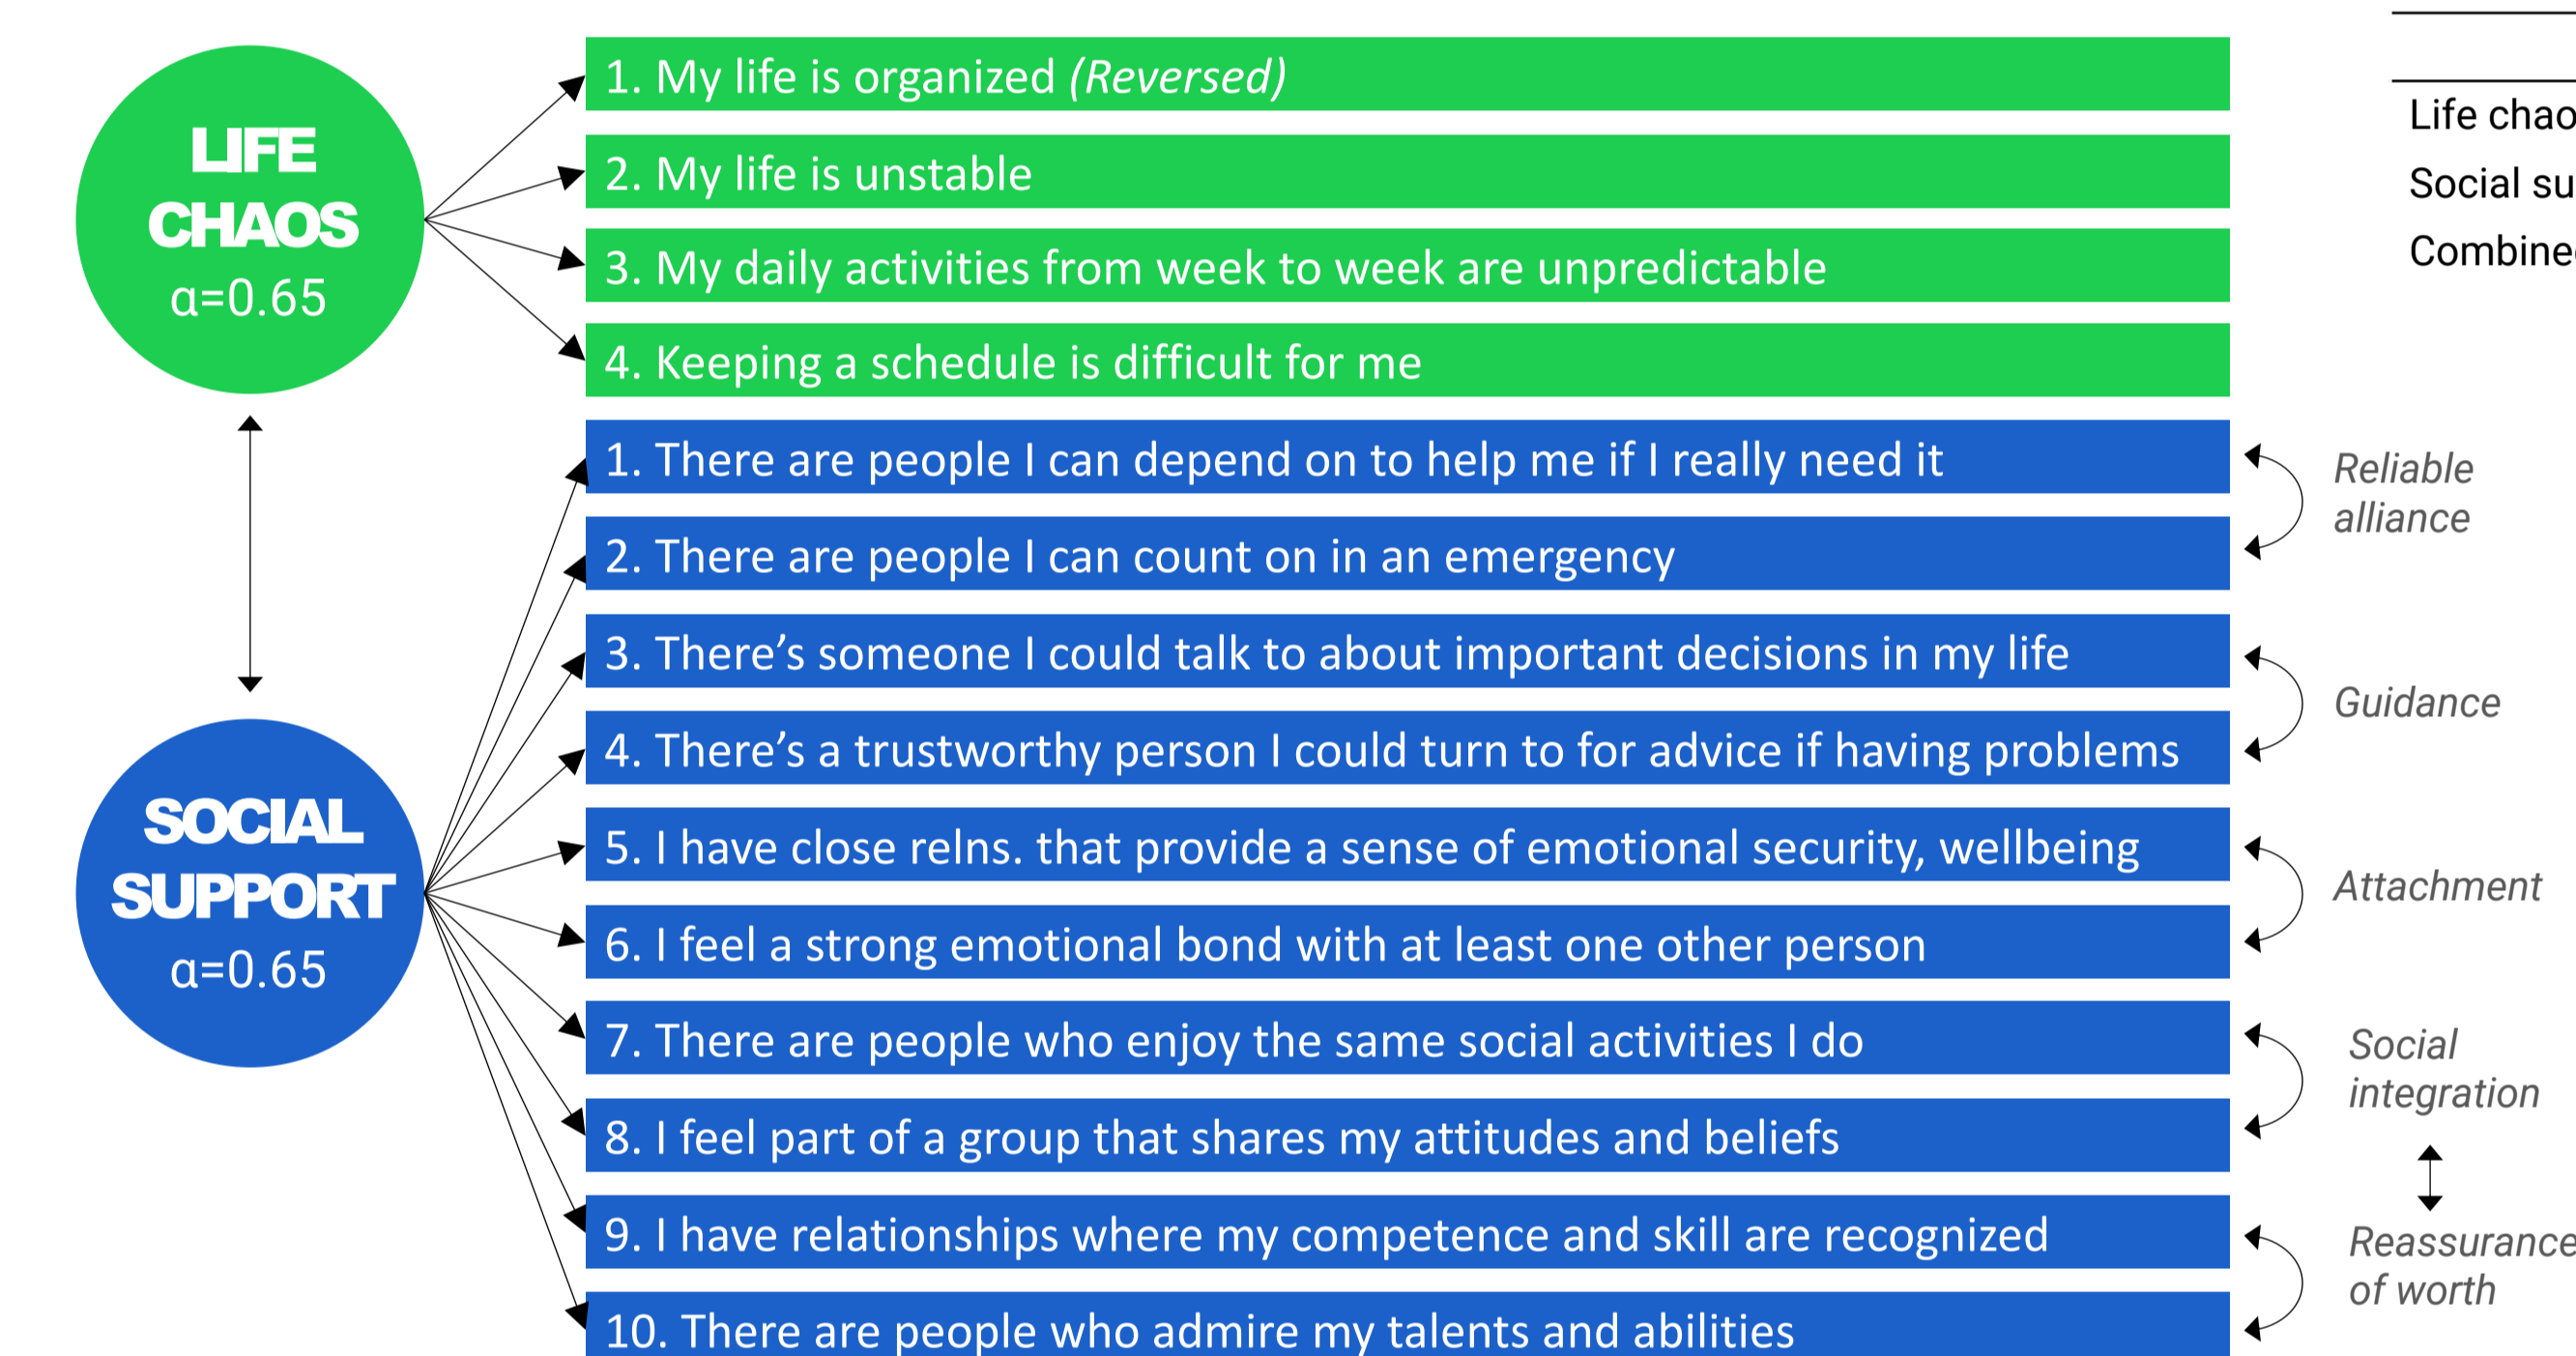 LIFE
CHAOS
α=0.65
1. My life is organized (Reversed)
2. My life is unstable
3. My daily activities from week to week are unpredictable
4. Keeping a schedule is difficult for me
SOCIAL
SUPPORT
α=0.65
1. There are people I can depend on to help me if I really need it
2. There are people I can count on in an emergency
3. There’s someone I could talk to about important decisions in my life
4. There’s a trustworthy person I could turn to for advice if having problems
5. I have close relns. that provide a sense of emotional security, wellbeing
6. I feel a strong emotional bond with at least one other person
7. There are people who enjoy the same social activities I do
8. I feel part of a group that shares my attitudes and beliefs
9. I have relationships where my competence and skill are recognized
10. There are people who admire my talents and abilities
Reliable
alliance
Guidance
Attachment
Social
integration
Reassurance
of worth
Life
Social